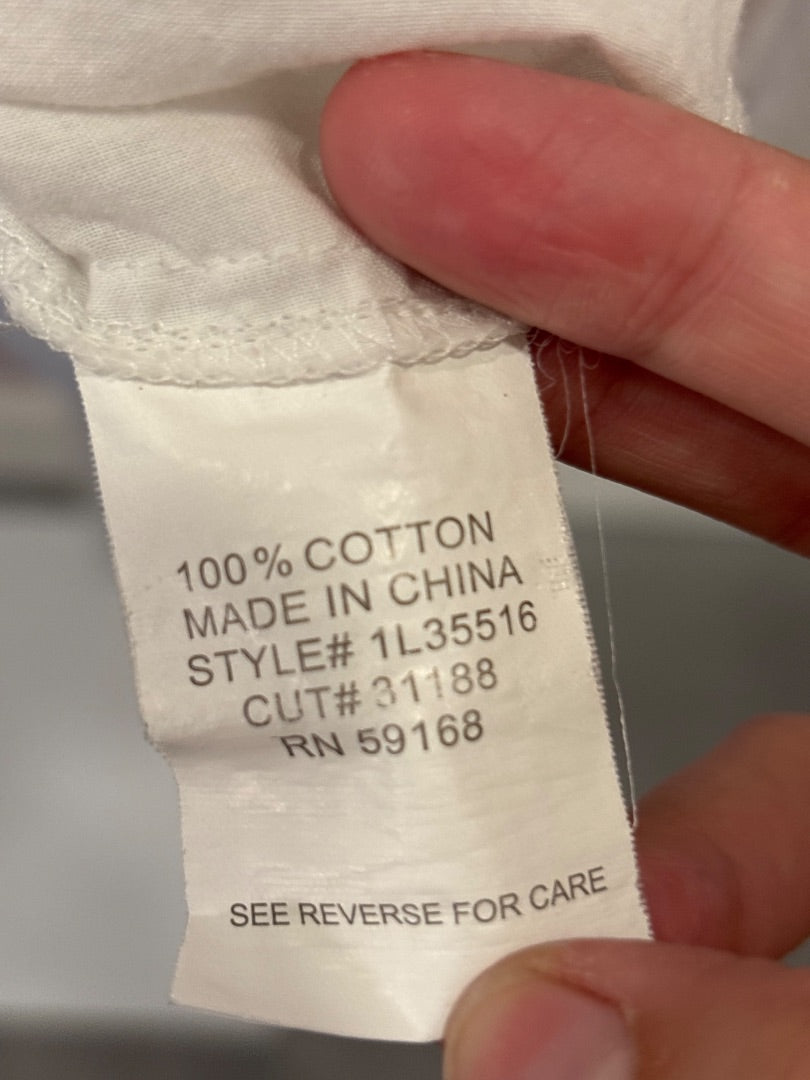 100% COTTON
MADE IN CHINA
STYLE# 1L35516
CUT# 31188
RN 59168
SEE REVERSE FOR CARE